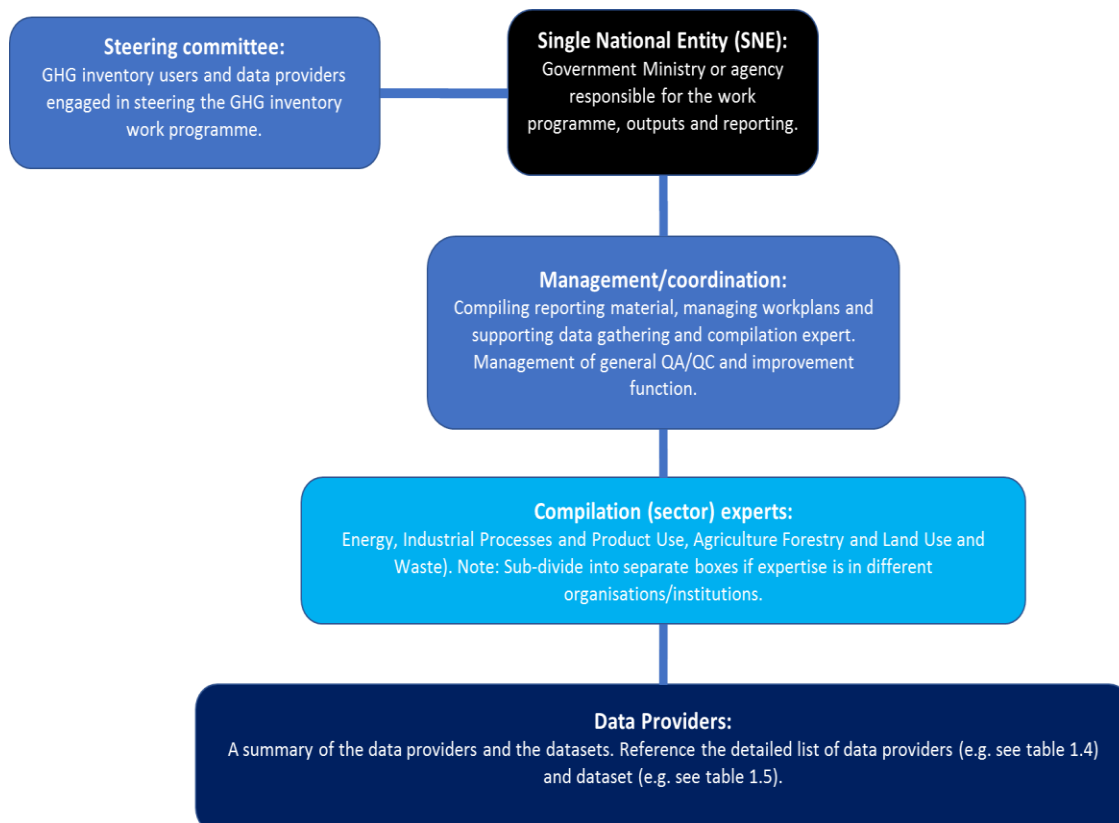 Steering committee:
GHG inventory users and data providers
engaged in steering the GHG inventory
work programme.
Single National Entity (SNE):
Government Ministry or agency
responsible for the work
programme, outputs and reporting.
Management/coordination:
Compiling reporting material, managing workplans and
supporting data gathering and compilation expert.
Management of general QA/QC and improvement
function.
Compilation (sector) experts:
Energy, Industrial Processes and Product Use, Agriculture Forestry and Land Use and
Waste). Note: Sub-divide into separate boxes if expertise is in different
organisations/institutions.
Data Providers:
A summary of the data providers and the datasets. Reference the detailed list of data providers (e.g. see table 1.4)
and dataset (e.g. see table 1.5).